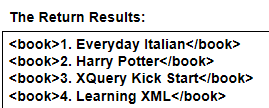 The Return Results:
<book>1. Everyday Italian</book>
<book>2. Harry Potter</book>
<book>3. XQuery Kick Start</book>
<book>4. Learning XML</book>